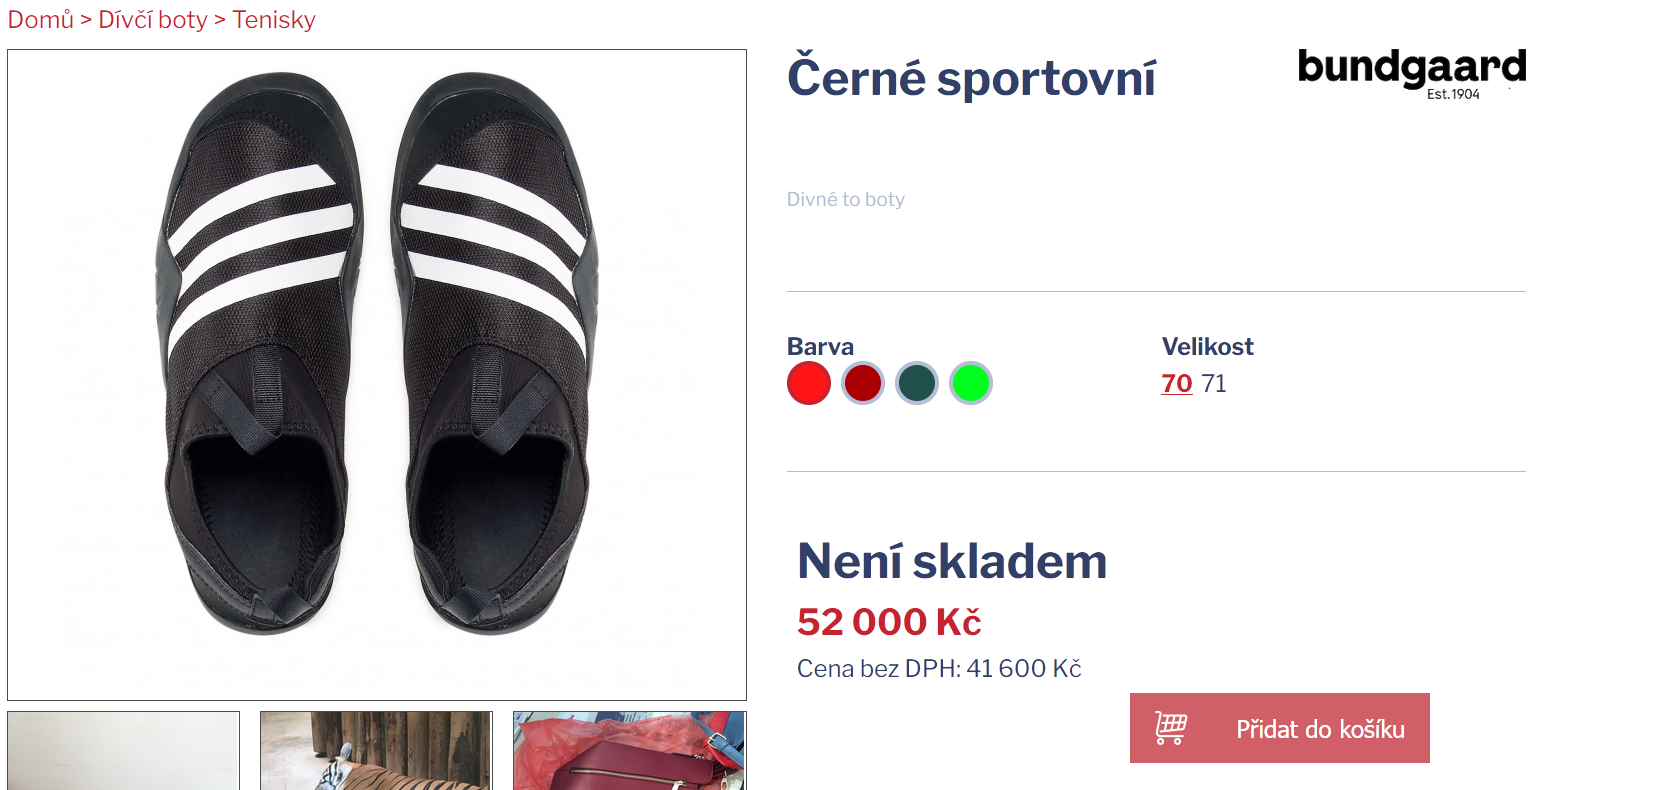 Domů > Dívčí boty > Tenisky
Černé sportovní
bundgaard
Est.1904
Divné to boty
Barva
Velikost
70 71
Není skladem
52 000 Kč
Cena bez DPH: 41 600 Kč
Přidat do košíku